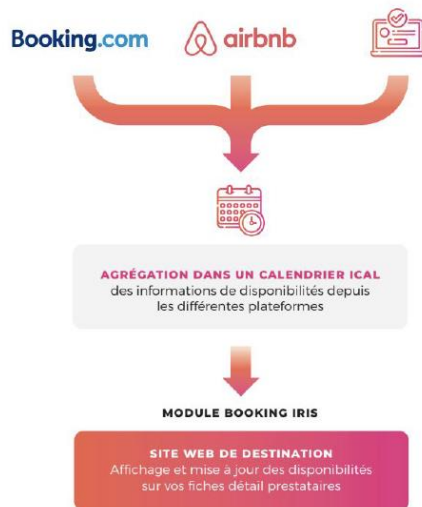 Booking.com
airbnb
AGRÉGATION DANS UN CALENDRIER ICAL
des informations de disponibilités depuis
les différentes plateformes
MODULE BOOKING IRIS
SITE WEB DE DESTINATION
Affichage et mise à jour des disponibilités
sur vos fiches détail prestataires